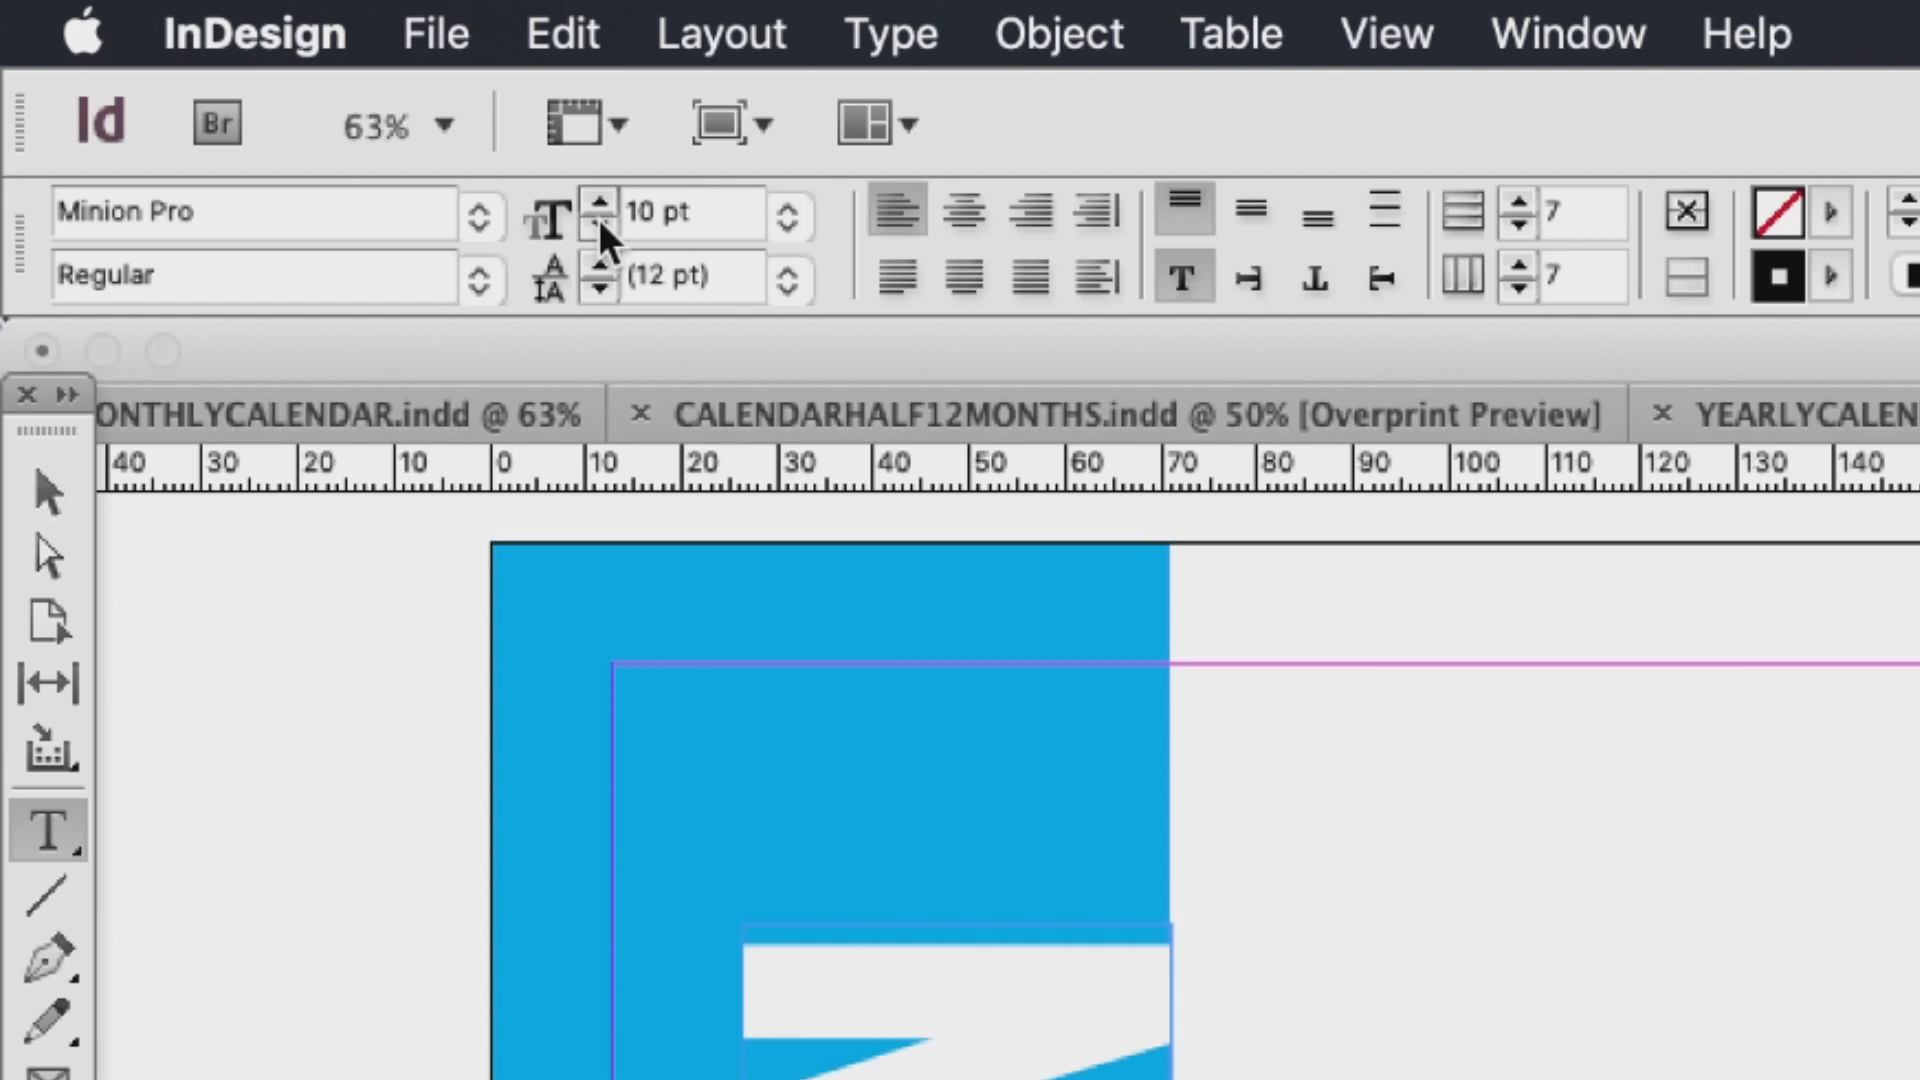 InDesign File Edit Layout Type Object Table View Window Help
Id Br 63%
Minion Pro 10 pt 7
Regular (12 pt) T 7
ONTHLYCALENDAR.indd @ 63% × CALENDARHALF12MONTHS.indd @ 50% [Overprint Preview] × YEARLYCALEN
40 30 20 10 0 10 20 30 40 50 60 70 80 90 100 110 120 130 140
T